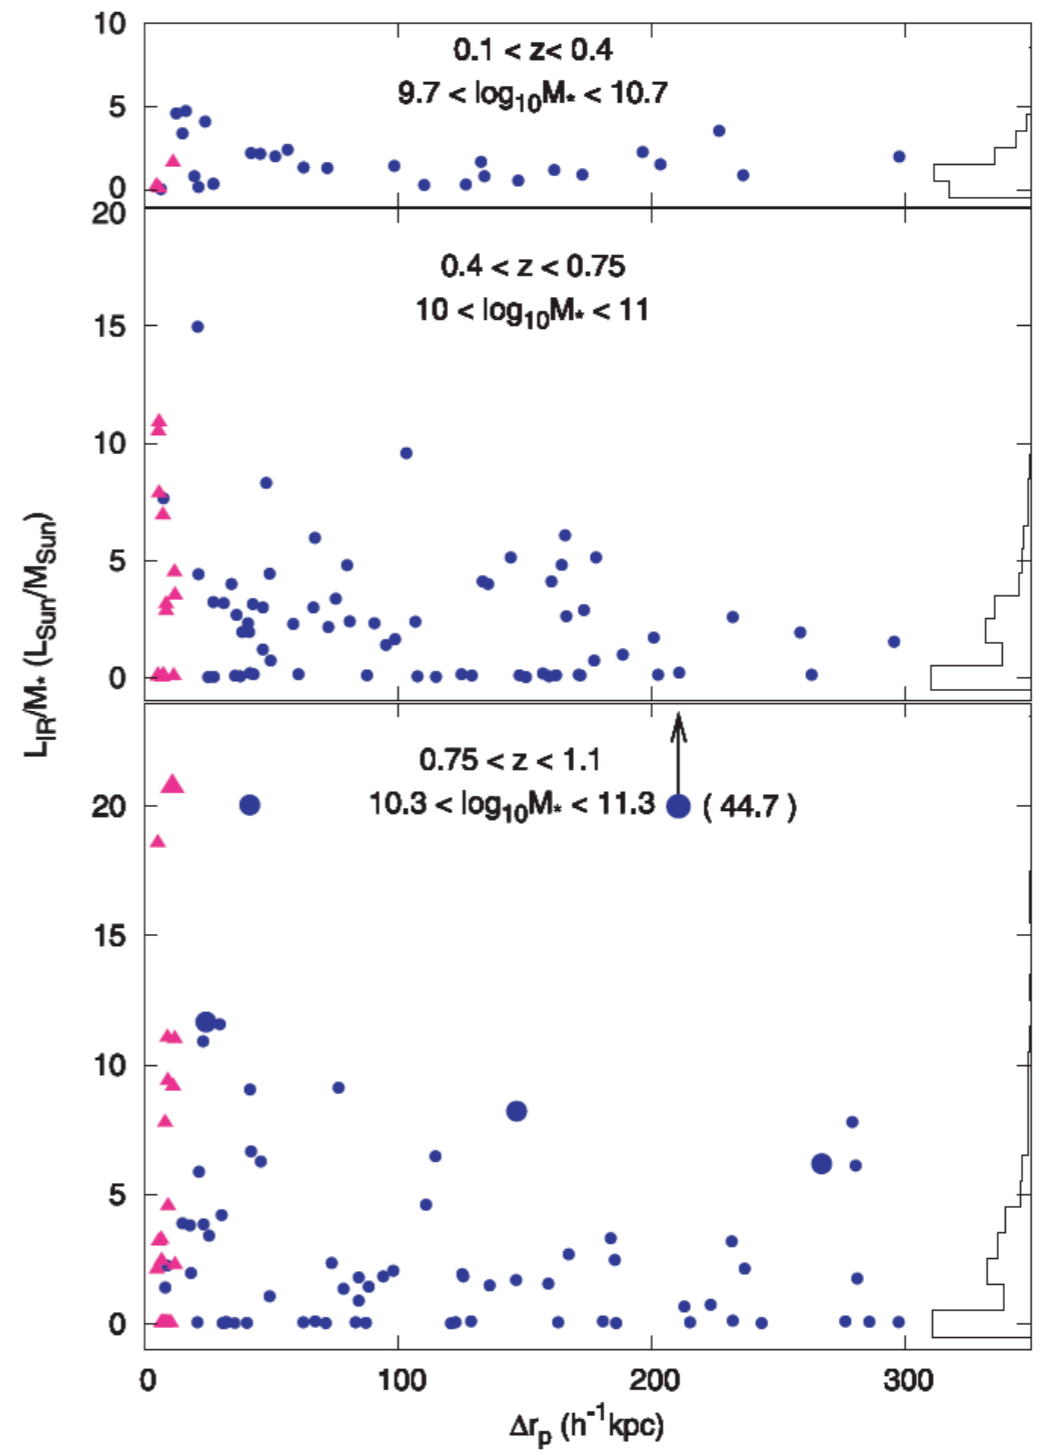 10
0.1 < z< 0.4
9.7 < log10M* < 10.7
5
0
20
0.4 < z < 0.75
10 < log10M* < 11
15
10
5
0
LIR/M* (LSun/MSun)
0.75 < z < 1.1
20
10.3 < log10M* < 11.3
( 44.7 )
15
10
5
0
0 100 200 300
Δrp (h-1kpc)